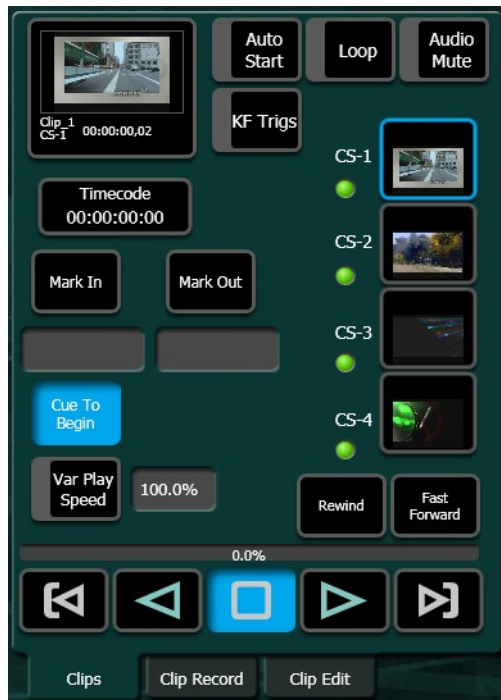 Auto
Start
Loop
Audio
Mute
Clip_1
CS-1 00:00:00,02
KF Trigs
CS-1
Timecode
00:00:00:00
CS-2
Mark In
Mark Out
CS-3
Cue To
Begin
CS-4
Var Play
Speed
100.0%
Rewind
Fast
Forward
0.0%
Clips
Clip Record
Clip Edit